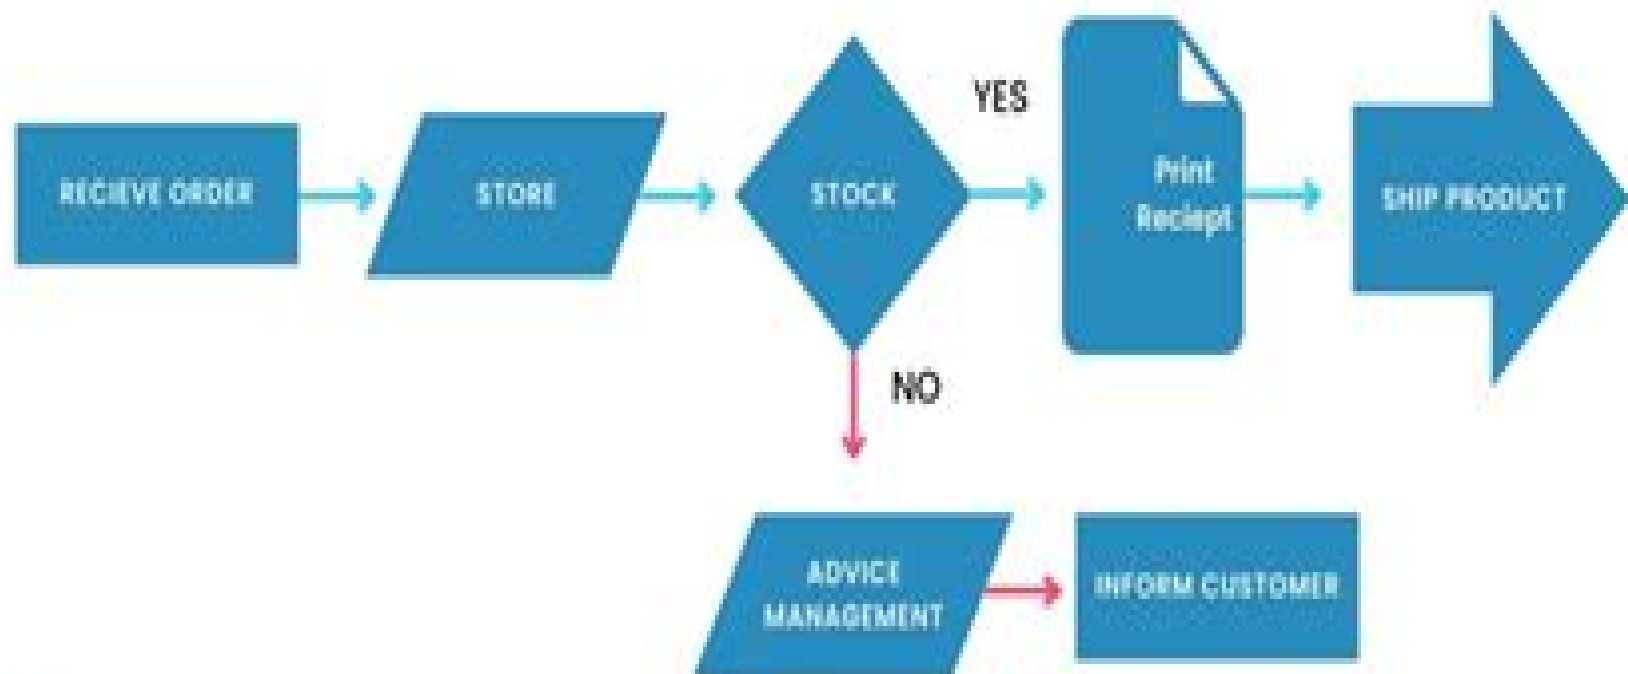 RECIEVE ORDER
STORE
STOCK
YES
Print
Reciept
SHIP PRODUCT
NO
ADVICE
MANAGEMENT
INFORM CUSTOMER